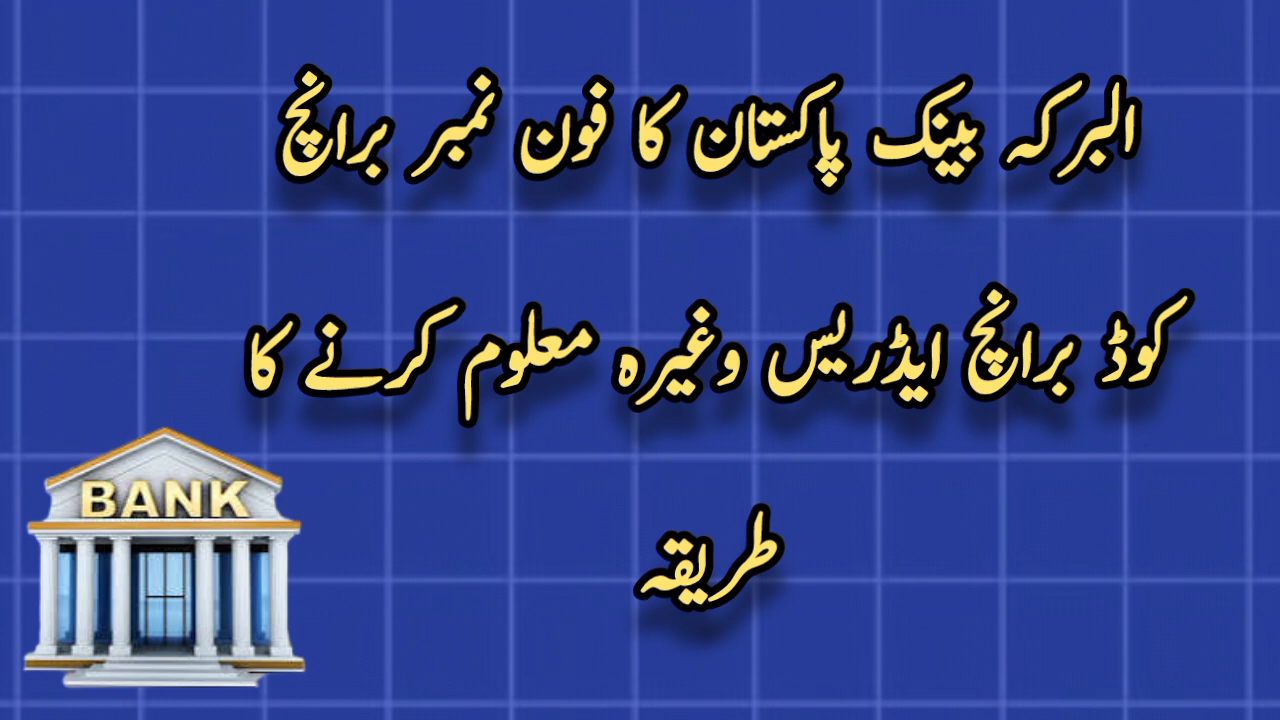 البرکہ بینک پاکستان کا فون نمبر برانچ
کوڈ برانچ ایڈریس وغیرہ معلوم کرنے کا
طریقہ
BANK